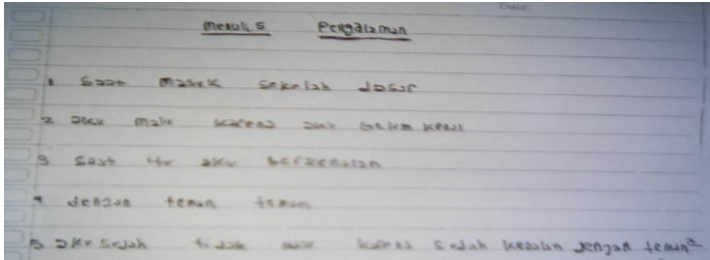 Date:
Menulis Pengalaman
1 Saat masuk sekolah dasar
2 aku malu karena aku belum kenal
3 Saat itu aku berkenalan
4 dengan teman teman
5 aku sudah tidak malu karena sudah kenalan dengan teman²